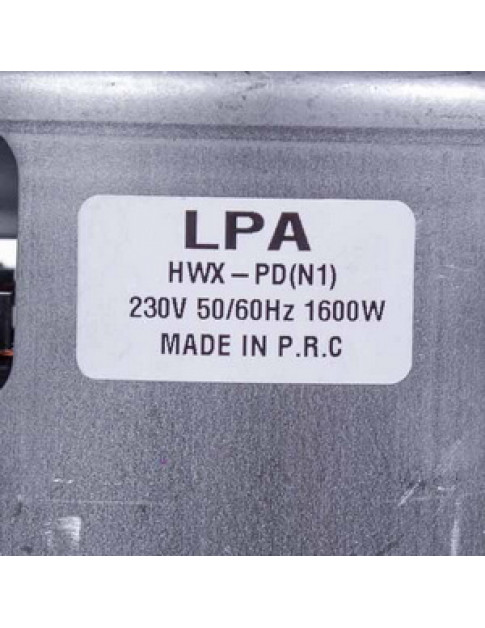 LPA
HWX – PD(N1)
230V 50/60Hz 1600W
MADE IN P.R.C